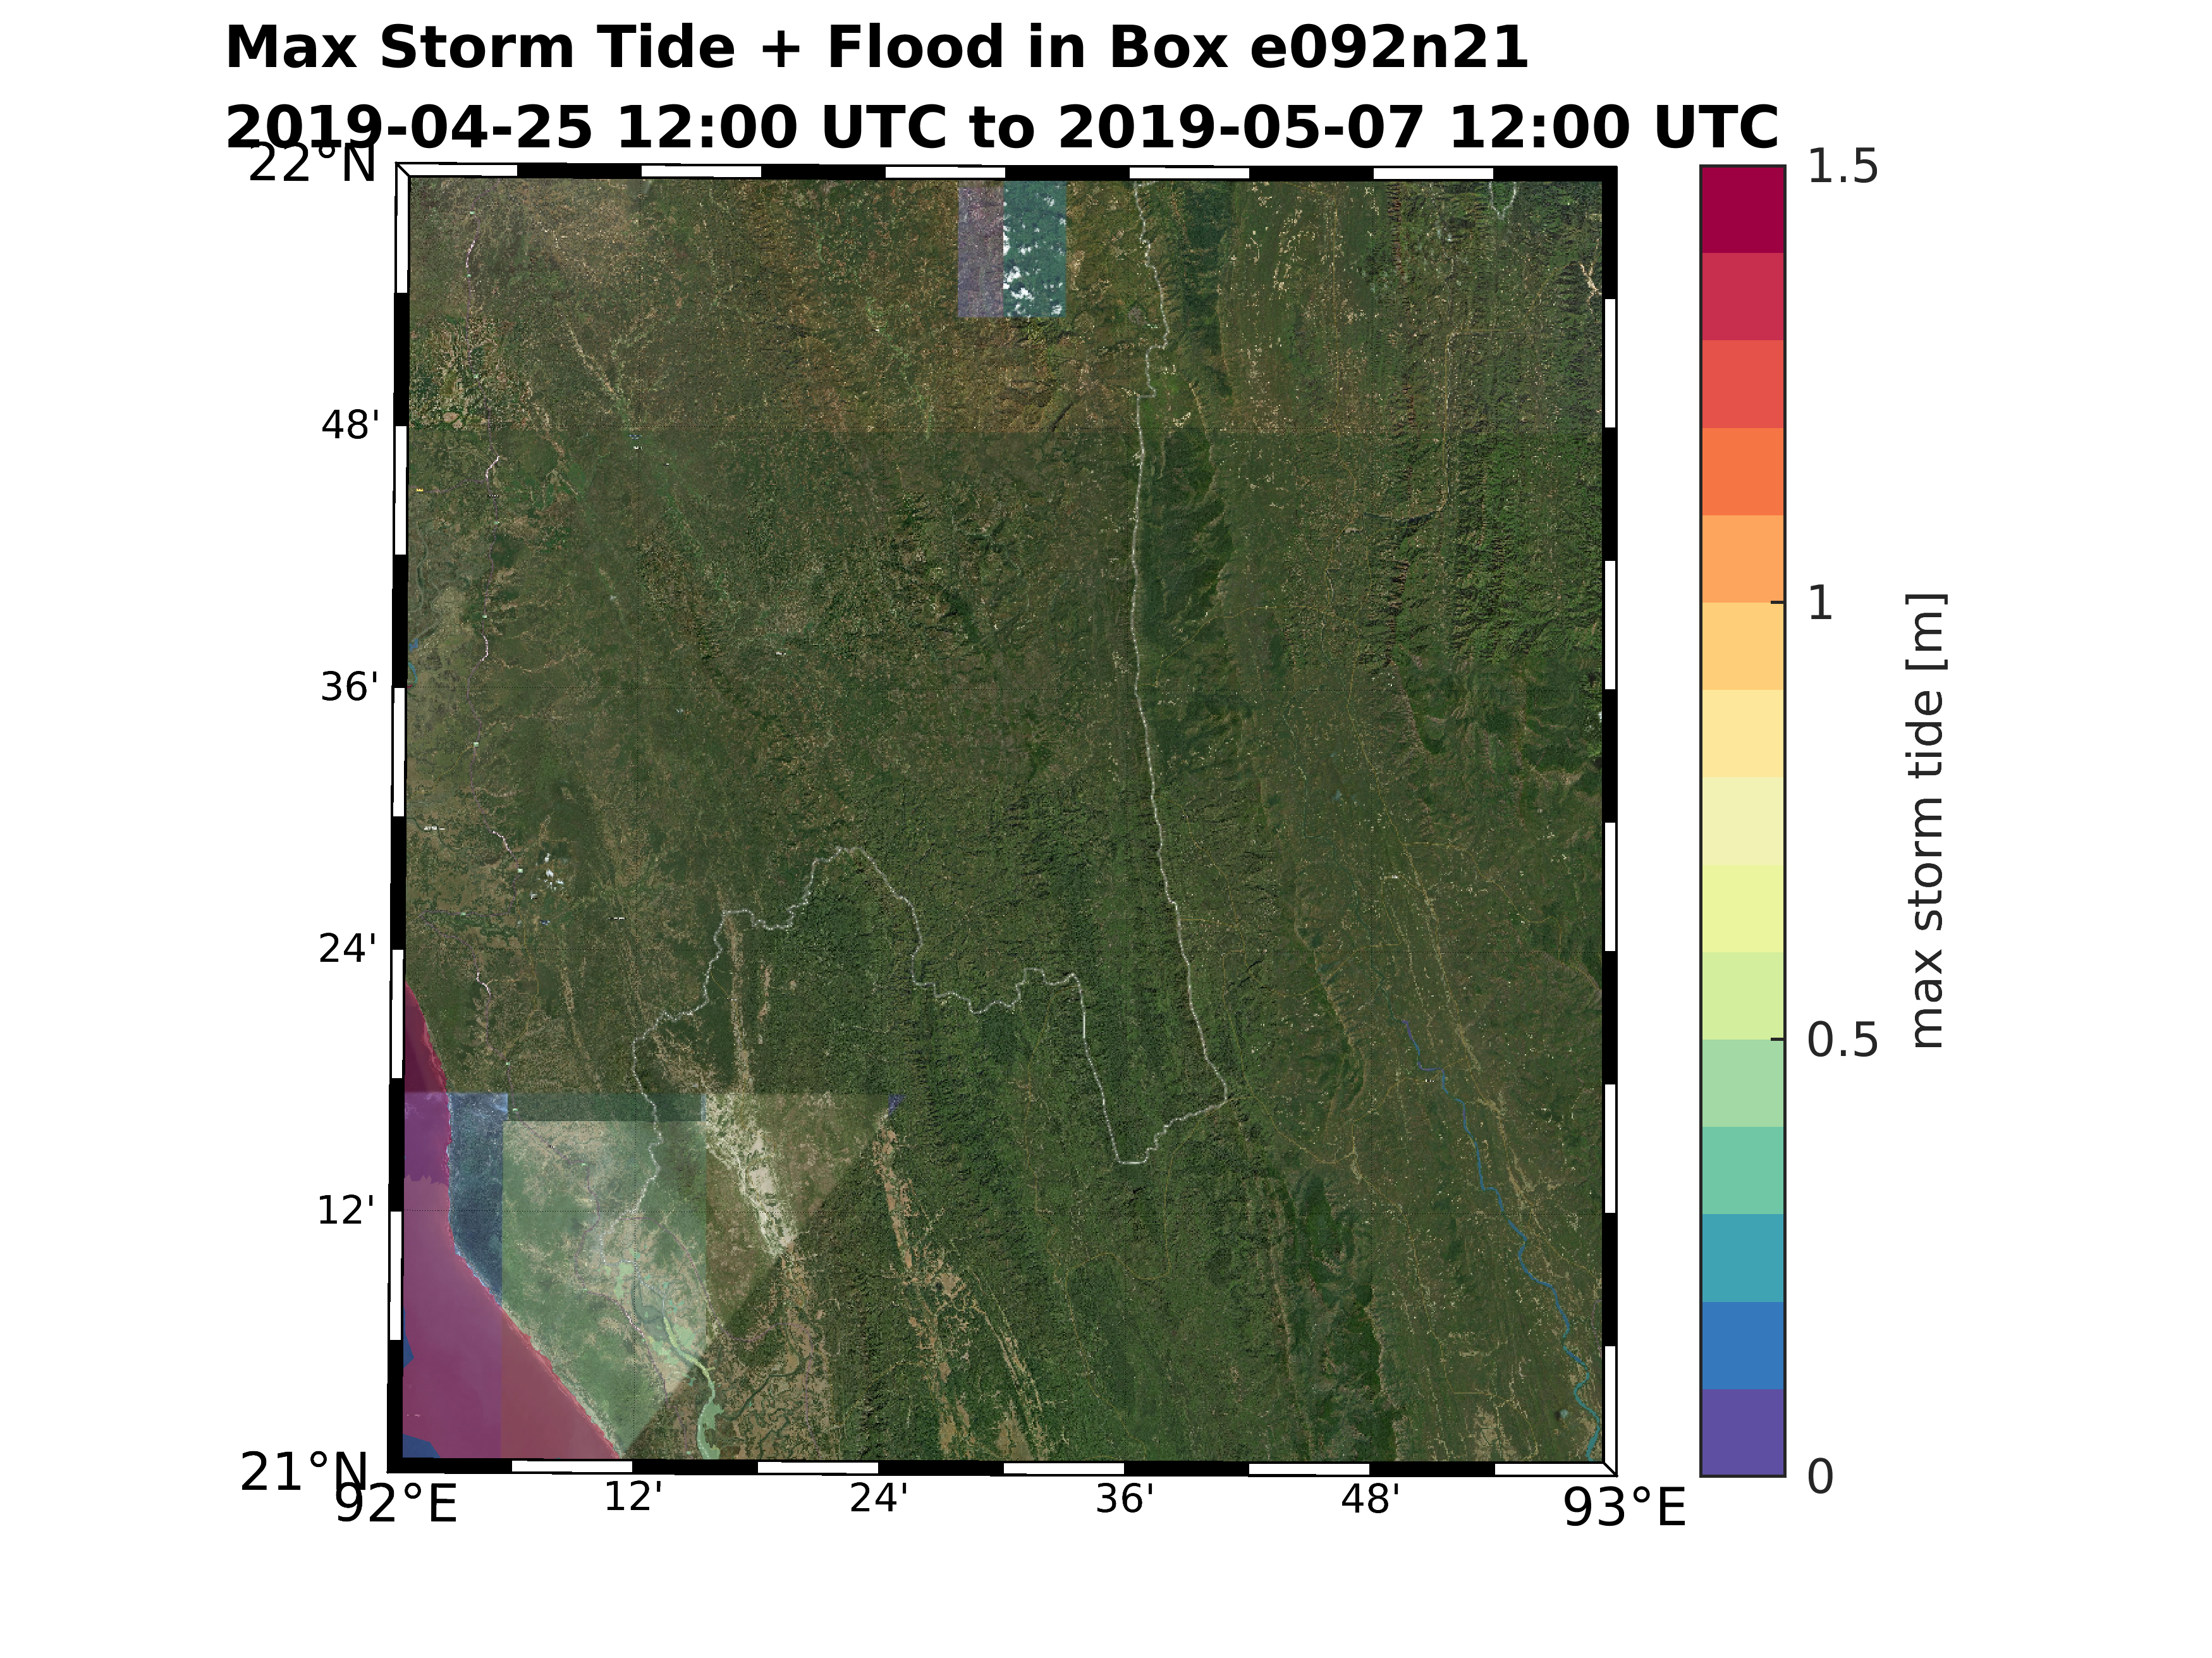 Max Storm Tide + Flood in Box e092n21
2019-04-25 12:00 UTC to 2019-05-07 12:00 UTC
22°N
48'
36'
24'
12'
21°N
92°E
12'
24'
36'
48'
93°E
1.5
1
0.5
0
max storm tide [m]